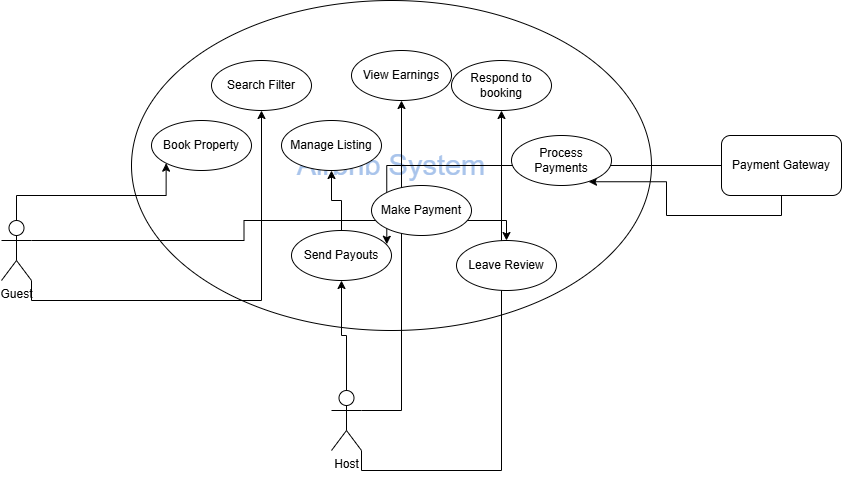 View Earnings
Respond to
booking
Search Filter
Book Property
Manage Listing
Airbnb System
Process
Payments
Payment Gateway
Make Payment
Send Payouts
Leave Review
Guest
Host